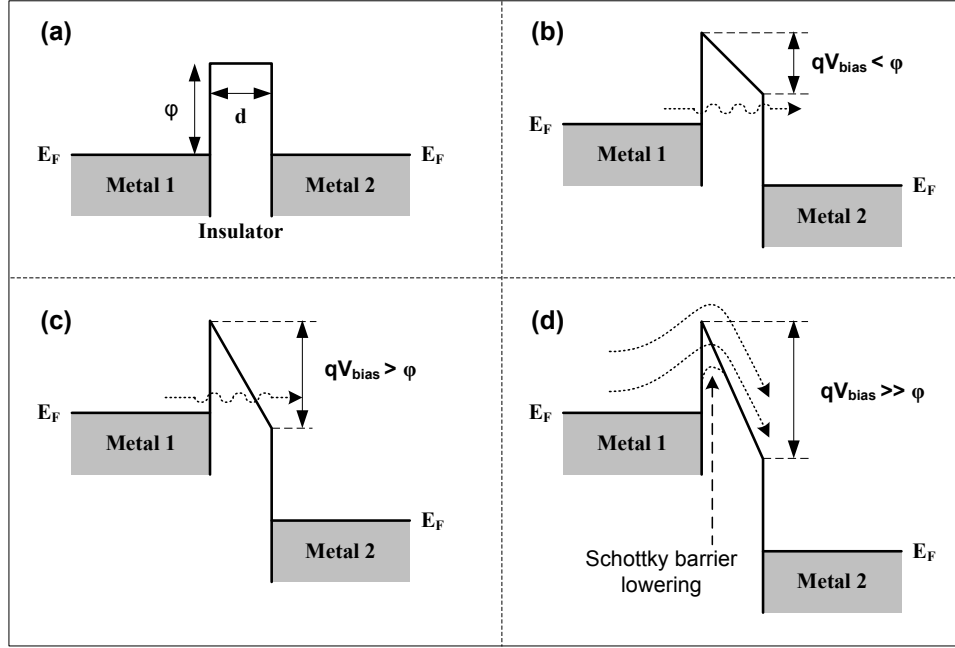 (a)
φ
d
E_F
E_F
Metal 1
Metal 2
Insulator
(b)
qV_bias < φ
E_F
Metal 1
E_F
Metal 2
(c)
qV_bias > φ
E_F
Metal 1
E_F
Metal 2
(d)
qV_bias >> φ
E_F
Metal 1
E_F
Metal 2
Schottky barrier
lowering